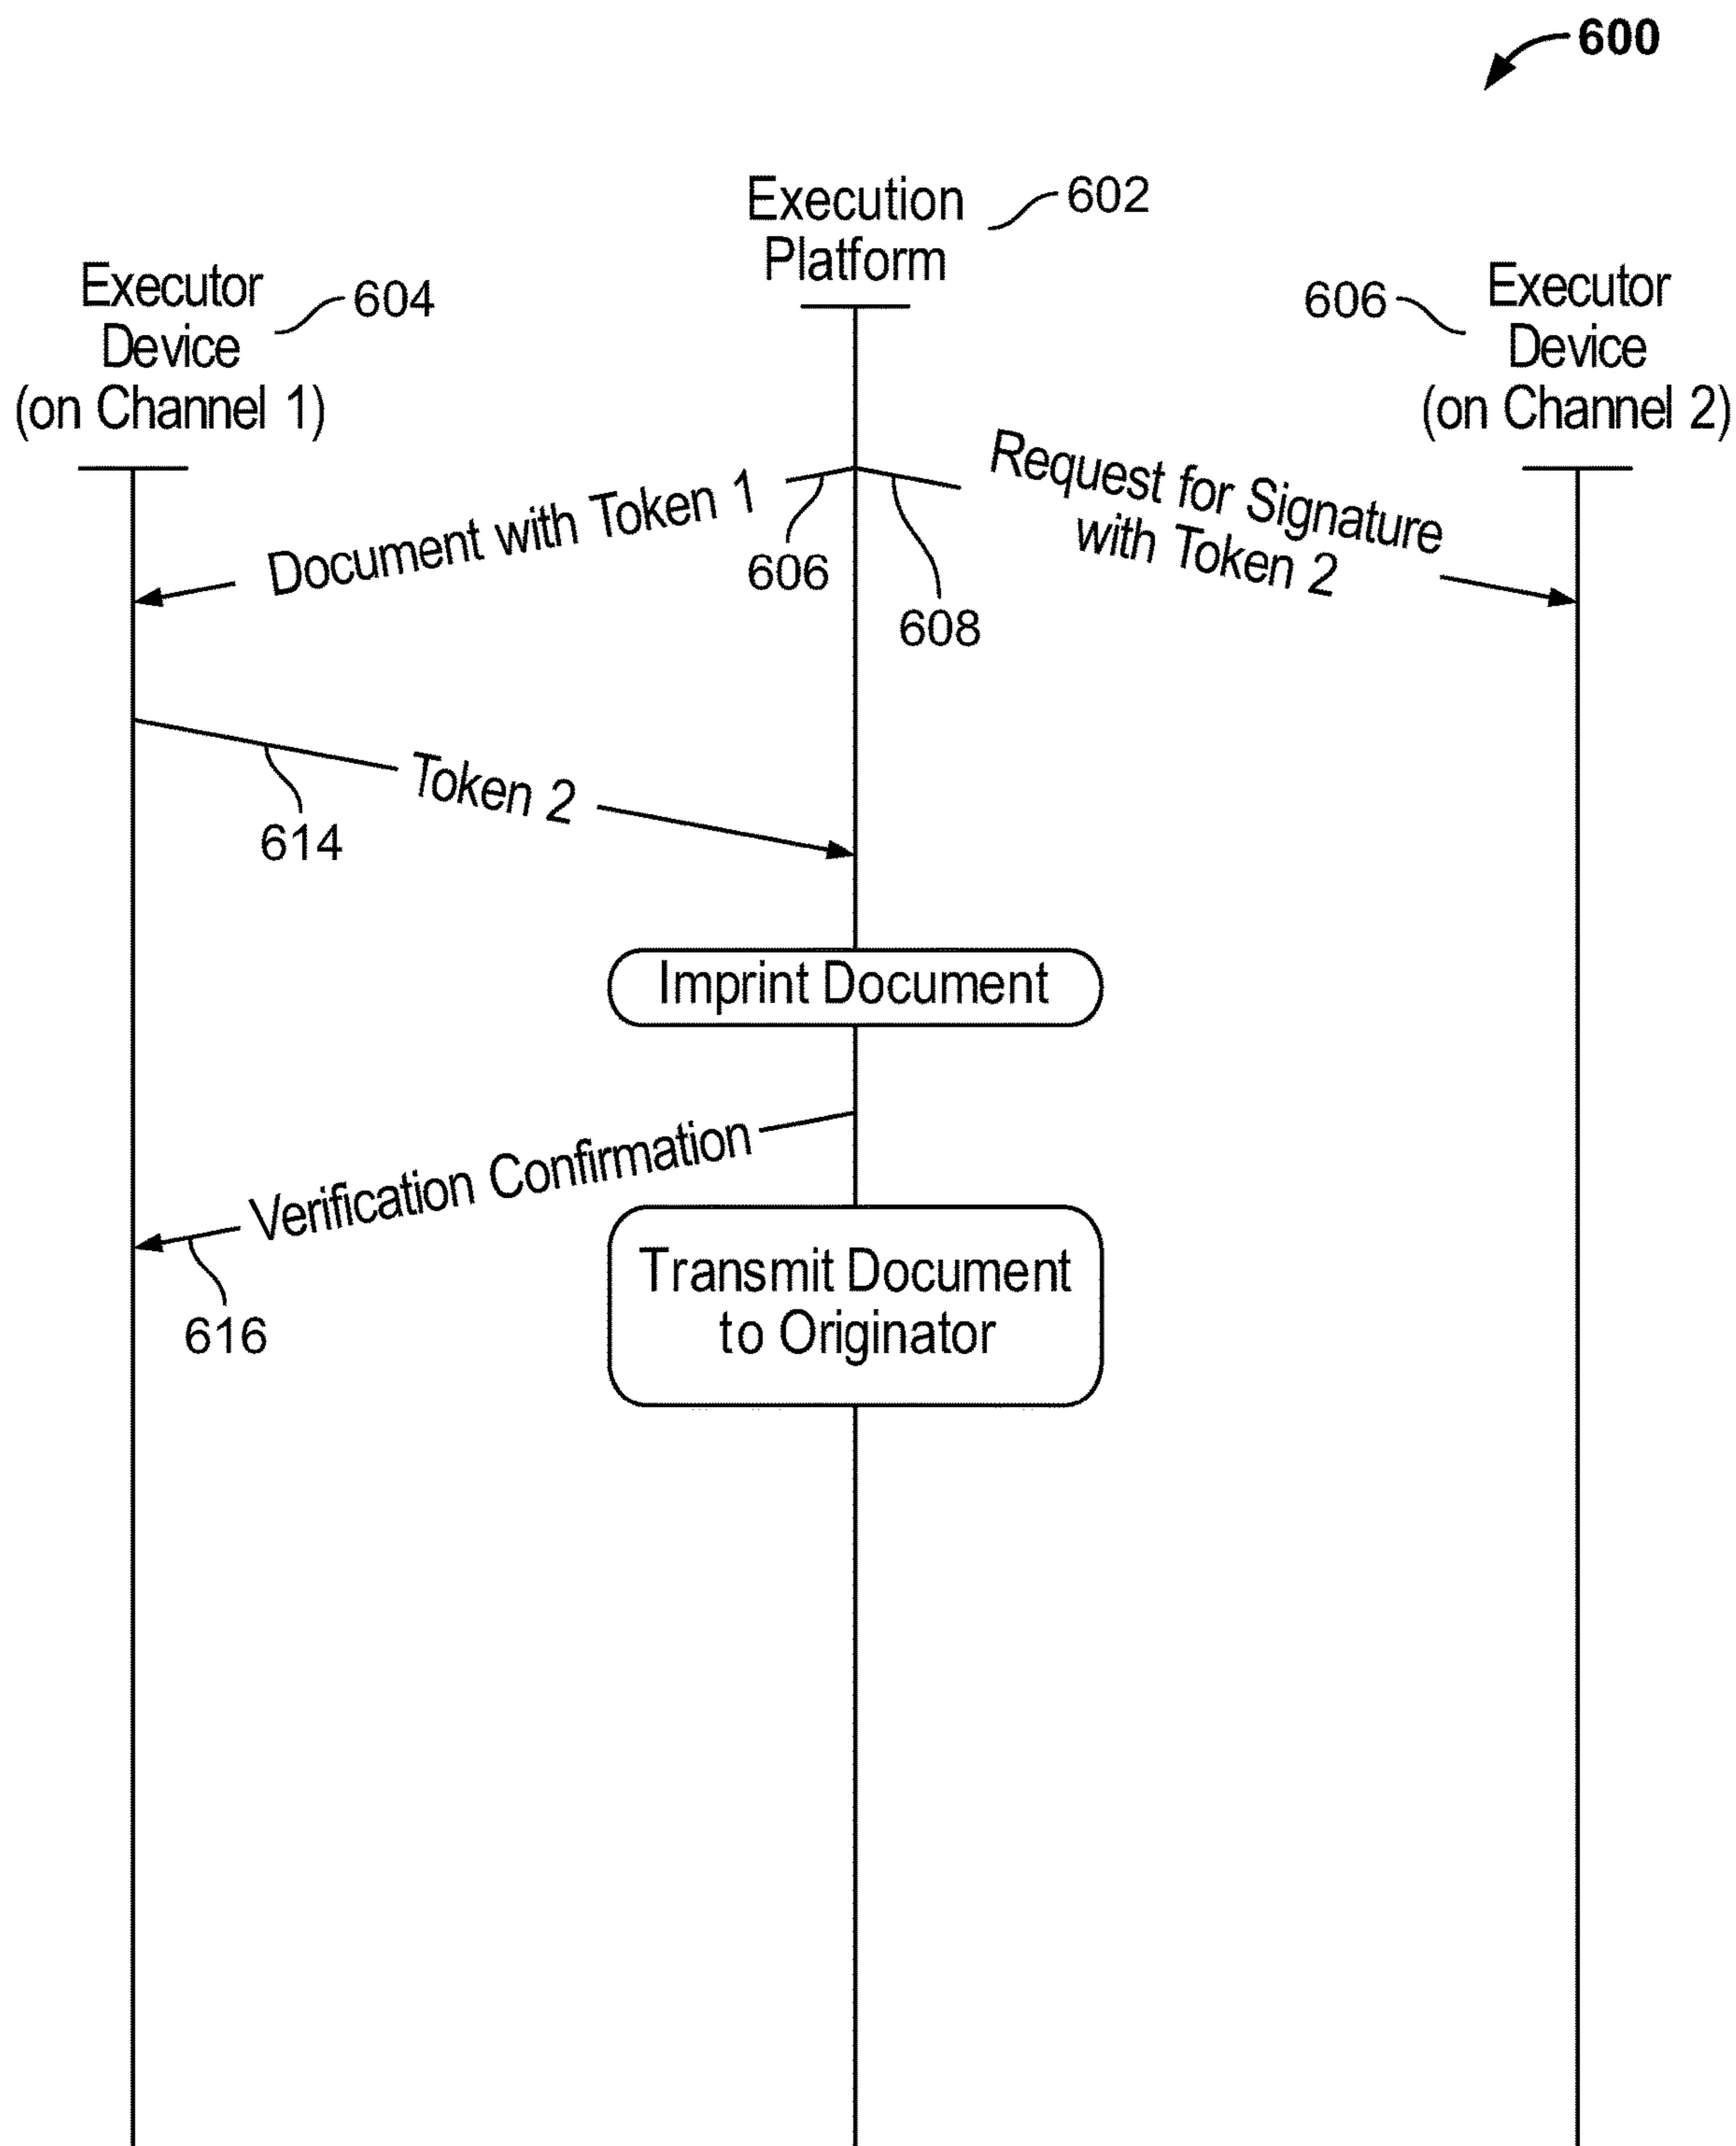 600
Execution
Platform
602
Executor
Device
(on Channel 1)
604
606
Executor
Device
(on Channel 2)
Document with Token 1
606
Request for Signature
with Token 2
608
Token 2
614
Imprint Document
Verification Confirmation
616
Transmit Document
to Originator